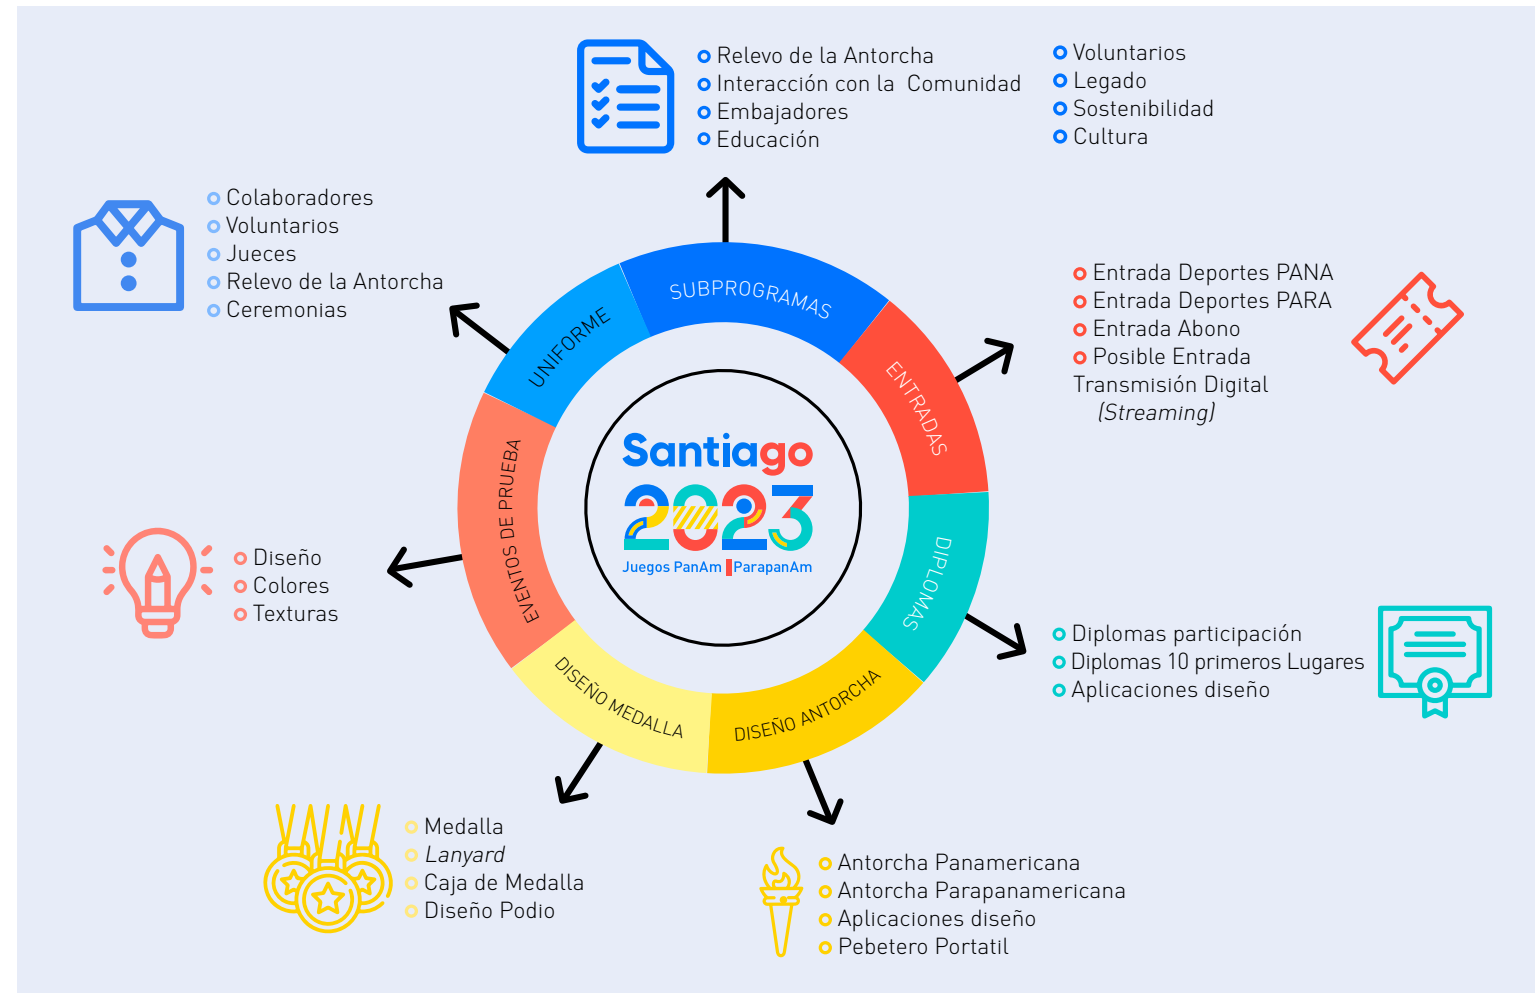 Relevo de la Antorcha
Interacción con la Comunidad
Embajadores
Educación
Voluntarios
Legado
Sostenibilidad
Cultura
Colaboradores
Voluntarios
Jueces
Relevo de la Antorcha
Ceremonias
Entrada Deportes PANA
Entrada Deportes PARA
Entrada Abono
Posible Entrada
Transmisión Digital
(Streaming)
SUBPROGRAMAS
UNIFORME
ENTRADAS
EVENTOS DE PRUEBA
DIPLOMAS
DISEÑO MEDALLA
DISEÑO ANTORCHA
Santiago
2023
Juegos PanAm ParapanAm
Diseño
Colores
Texturas
Diplomas participación
Diplomas 10 primeros Lugares
Aplicaciones diseño
Medalla
Lanyard
Caja de Medalla
Diseño Podio
Antorcha Panamericana
Antorcha Parapanamericana
Aplicaciones diseño
Pebetero Portatil